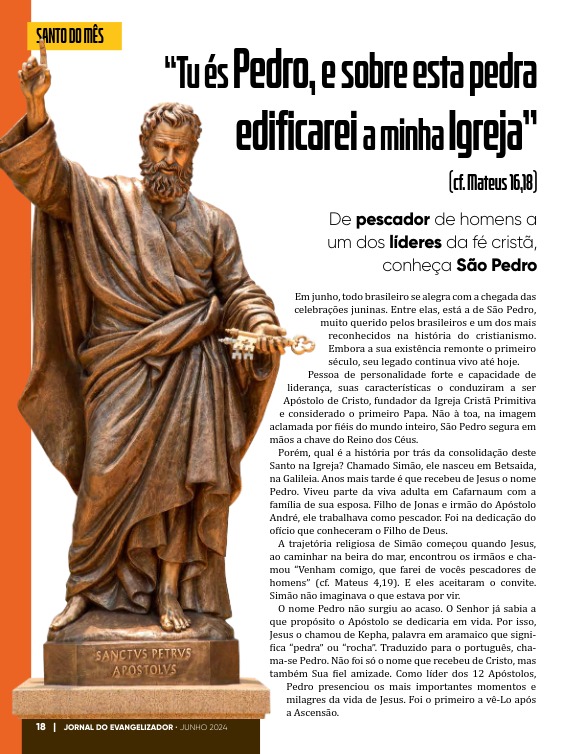 SANTO DO MÊS
“Tu és Pedro, e sobre esta pedra
edificarei a minha Igreja”
(cf. Mateus 16,18)
De pescador de homens a
um dos líderes da fé cristã,
conheça São Pedro
Em junho, todo brasileiro se alegra com a chegada das
celebrações juninas. Entre elas, está a de São Pedro,
muito querido pelos brasileiros e um dos mais
reconhecidos na história do cristianismo.
Embora a sua existência remonte o primeiro
século, seu legado continua vivo até hoje.
Pessoa de personalidade forte e capacidade de
liderança, suas características o conduziram a ser
Apóstolo de Cristo, fundador da Igreja Cristã Primitiva
e considerado o primeiro Papa. Não à toa, na imagem
aclamada por fiéis do mundo inteiro, São Pedro segura em
mãos a chave do Reino dos Céus.
Porém, qual é a história por trás da consolidação deste
Santo na Igreja? Chamado Simão, ele nasceu em Betsaida,
na Galileia. Anos mais tarde é que recebeu de Jesus o nome
Pedro. Viveu parte da viva adulta em Cafarnaum com a
família de sua esposa. Filho de Jonas e irmão do Apóstolo
André, ele trabalhava como pescador. Foi na dedicação do
ofício que conheceram o Filho de Deus.
A trajetória religiosa de Simão começou quando Jesus,
ao caminhar na beira do mar, encontrou os irmãos e cha-
mou “Venham comigo, que farei de vocês pescadores de
homens” (cf. Mateus 4,19). E eles aceitaram o convite.
Simão não imaginava o que estava por vir.
O nome Pedro não surgiu ao acaso. O Senhor já sabia a
que propósito o Apóstolo se dedicaria em vida. Por isso,
Jesus o chamou de Kepha, palavra em aramaico que signi-
fica “pedra” ou “rocha”. Traduzido para o português, cha-
ma-se Pedro. Não foi só o nome que recebeu de Cristo, mas
também Sua fiel amizade. Como líder dos 12 Apóstolos,
Pedro presenciou os mais importantes momentos e
milagres da vida de Jesus. Foi o primeiro a vê-Lo após
a Ascensão.
SANCTVS PETRVS
APOSTOLVS
18 | JORNAL DO EVANGELIZADOR · JUNHO 2024